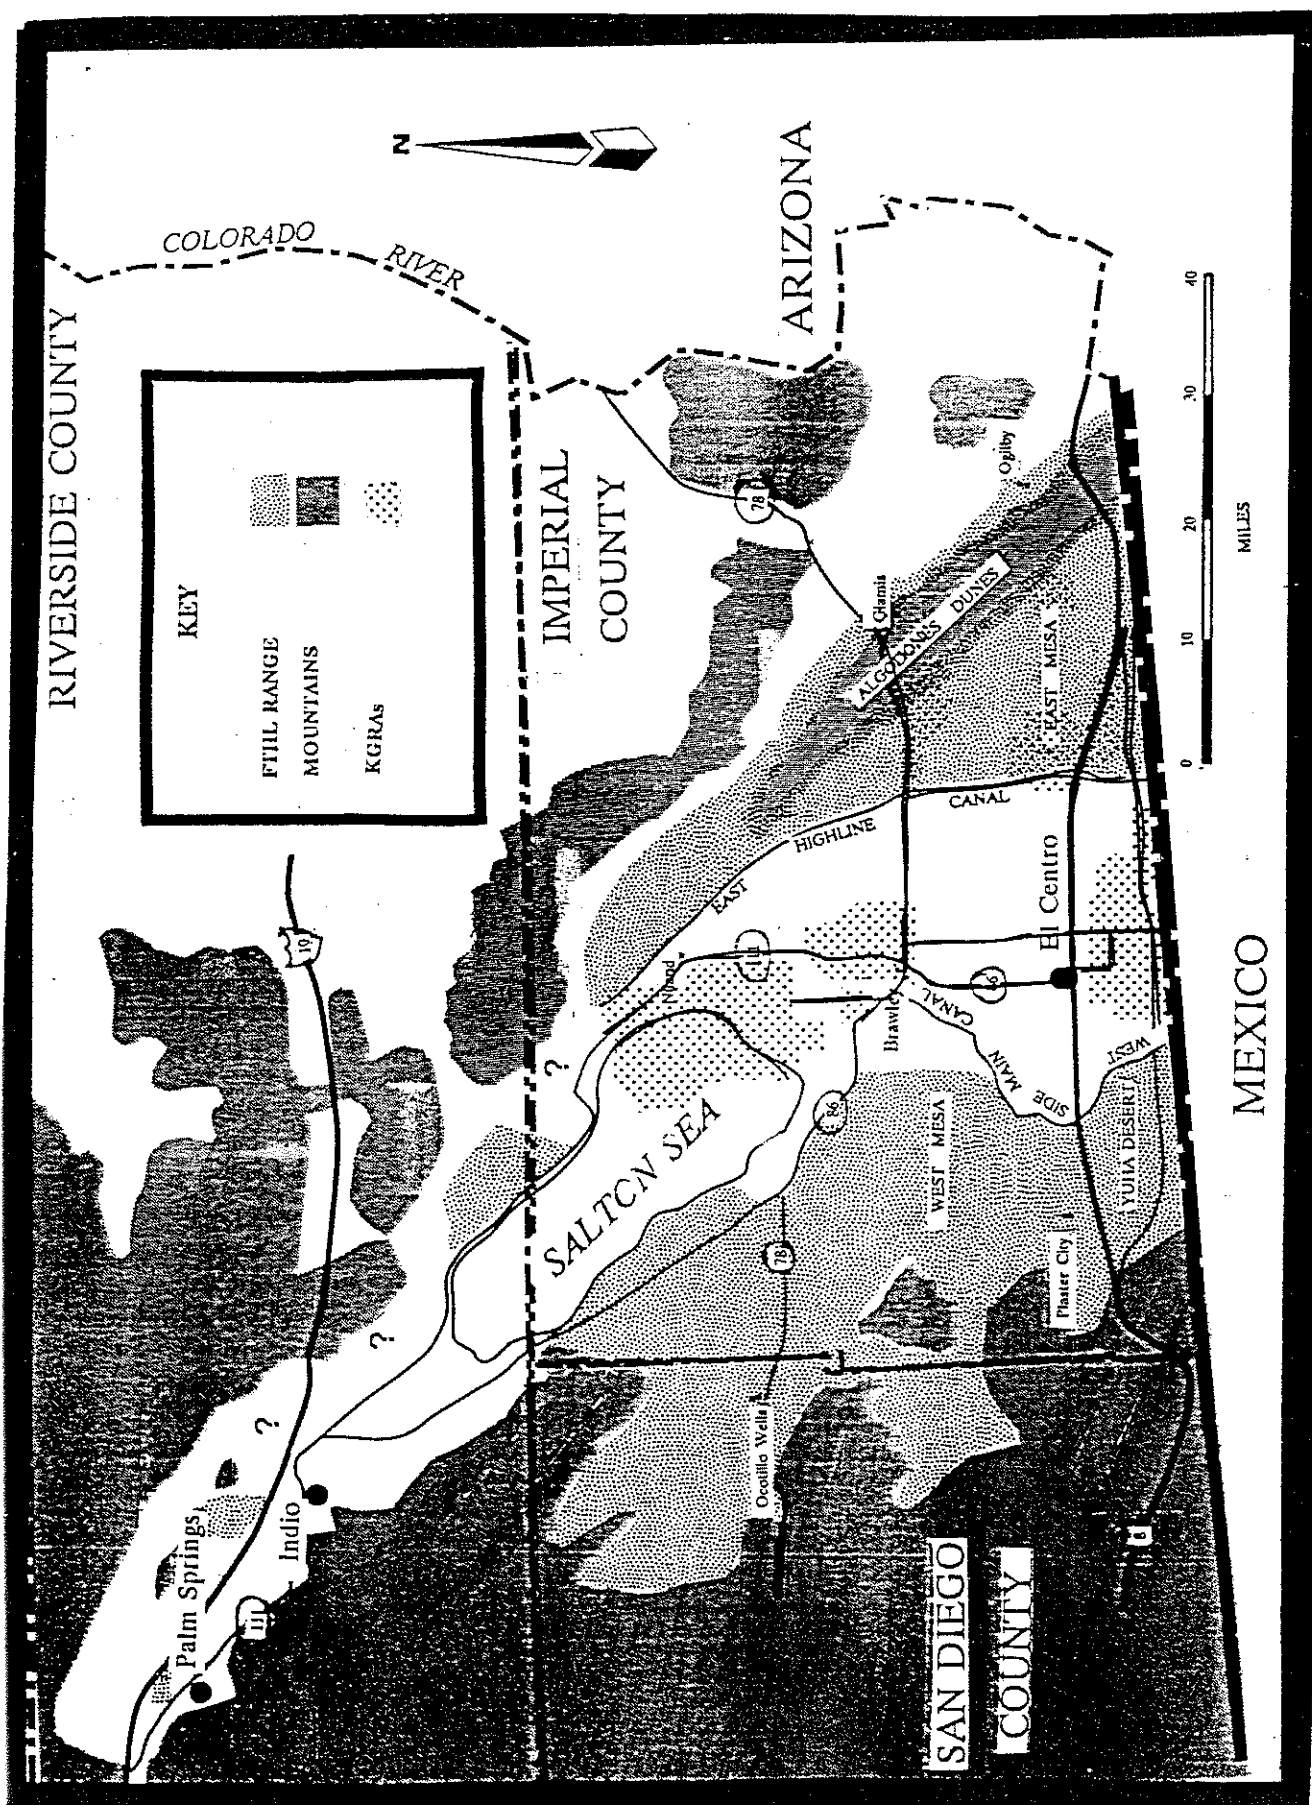 RIVERSIDE COUNTY
COLORADO
RIVER
N
KEY
FTHL RANGE
MOUNTAINS
KGRAs
IMPERIAL
COUNTY
ARIZONA
10
78
Ogilby
Glamis
ALGODONES DUNES
EAST MESA
EAST
HIGHLINE
CANAL
Niland
111
?
?
?
SALTON SEA
Brawley
CANAL
MAIN
SIDE
WEST
El Centro
86
86
78
WEST MESA
YUHA DESERT
Plaster City
Ocotillo Wells
Palm Springs
Indio
111
8
SAN DIEGO
COUNTY
MEXICO
0
10
20
30
40
MILES